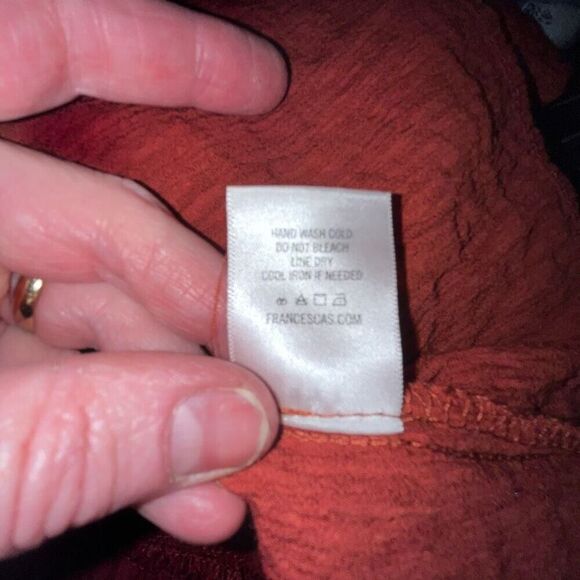 HAND WASH COLD
DO NOT BLEACH
LINE DRY
COOL IRON IF NEEDED
FRANCESCAS.COM